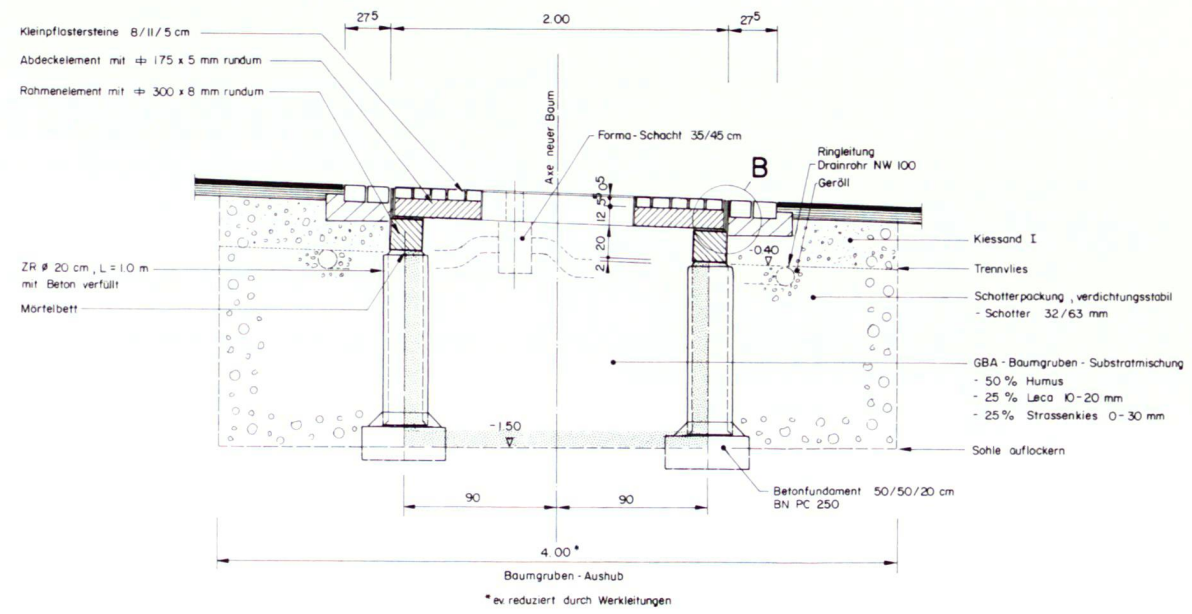 27⁵
2.00
27⁵
Kleinpflastersteine 8/11/5 cm
Abdeckelement mit ⌯ 175 x 5 mm rundum
Rahmenelement mit ⌯ 300 x 8 mm rundum
Axe neuer Baum
Forma-Schacht 35/45 cm
Ringleitung
Drainrohr NW 100
Geröll
B
0⁵
5
12
20
2
-0.40
Kiessand I
Trennvlies
ZR ø 20 cm, L = 1.0 m
mit Beton verfüllt
Mörtelbett
Schotterpackung, verdichtungsstabil
- Schotter 32/63 mm
GBA-Baumgruben-Substratmischung
- 50 % Humus
- 25 % Leca 10-20 mm
- 25 % Strassenkies 0-30 mm
-1.50
Sohle auflockern
Betonfundament 50/50/20 cm
BN PC 250
90
90
4.00*
Baumgruben-Aushub
*ev. reduziert durch Werkleitungen